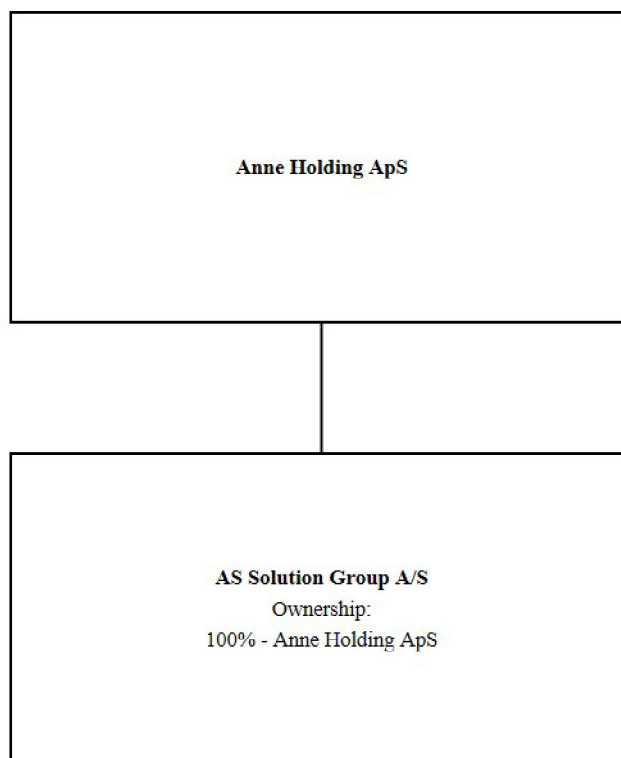 Anne Holding ApS
AS Solution Group A/S
Ownership:
100% - Anne Holding ApS